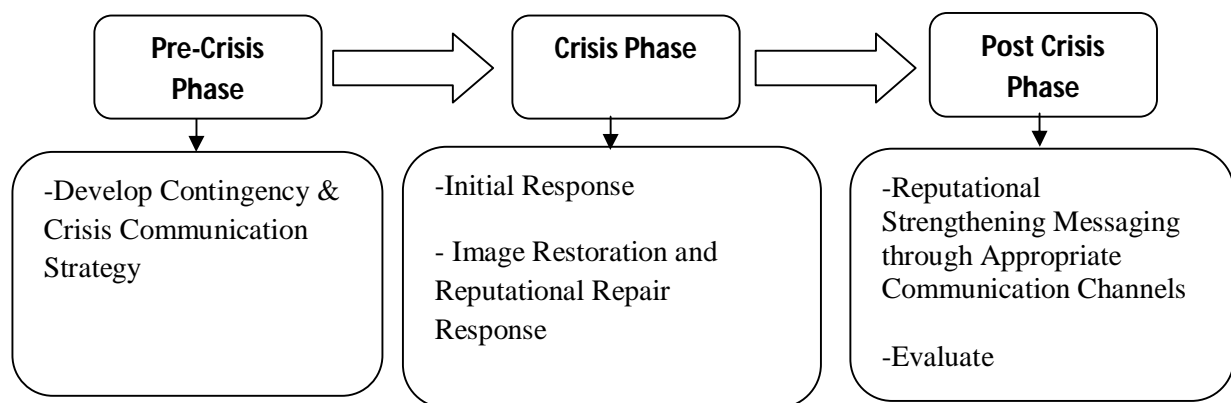 Pre-Crisis
Phase
Crisis Phase
Post Crisis
Phase
-Develop Contingency &
Crisis Communication
Strategy
-Initial Response
- Image Restoration and
Reputational Repair
Response
-Reputational
Strengthening Messaging
through Appropriate
Communication Channels
-Evaluate